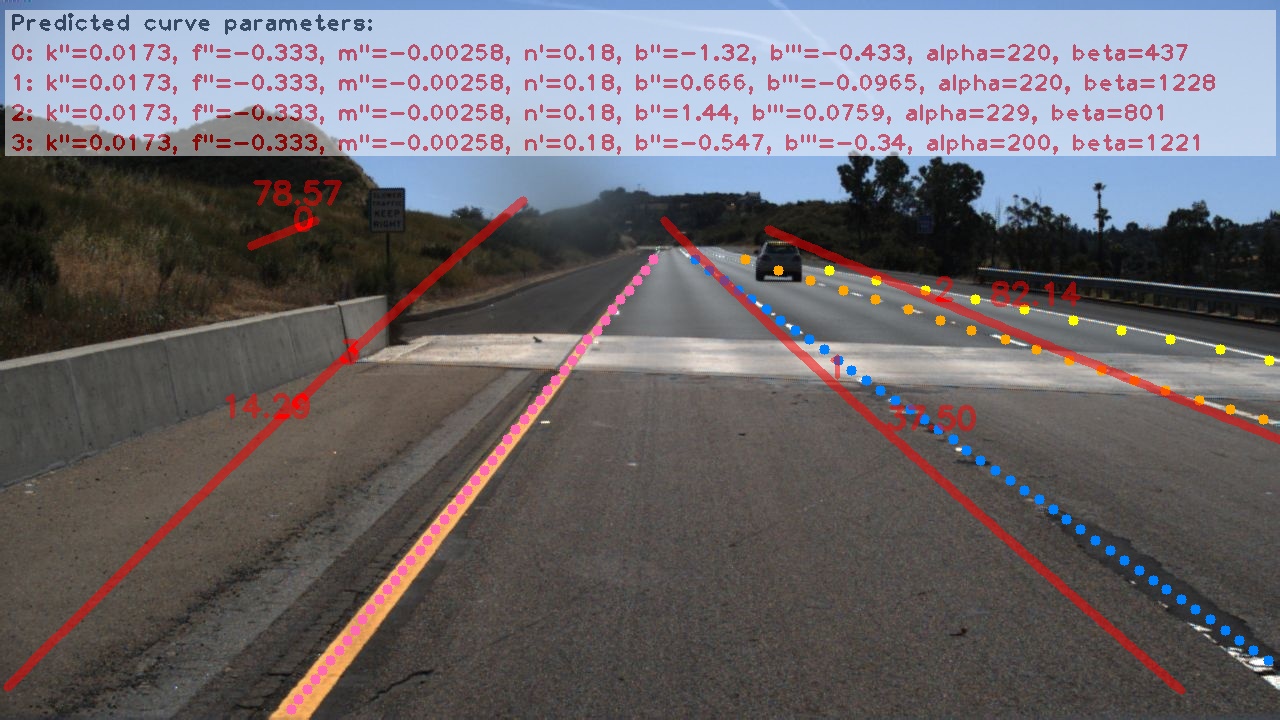 Predicted curve parameters:
0: k''=0.0173, f''=-0.333, m''=-0.00258, n'=0.18, b''=-1.32, b'''=-0.433, alpha=220, beta=437
1: k''=0.0173, f''=-0.333, m''=-0.00258, n'=0.18, b''=0.666, b'''=-0.0965, alpha=220, beta=1228
2: k''=0.0173, f''=-0.333, m''=-0.00258, n'=0.18, b''=1.44, b'''=0.0759, alpha=229, beta=801
3: k''=0.0173, f''=-0.333, m''=-0.00258, n'=0.18, b''=-0.547, b'''=-0.34, alpha=200, beta=1221
78.57
0
SLOWER
TRAFFIC
KEEP
RIGHT
2 82.14
1
14.29
37.50